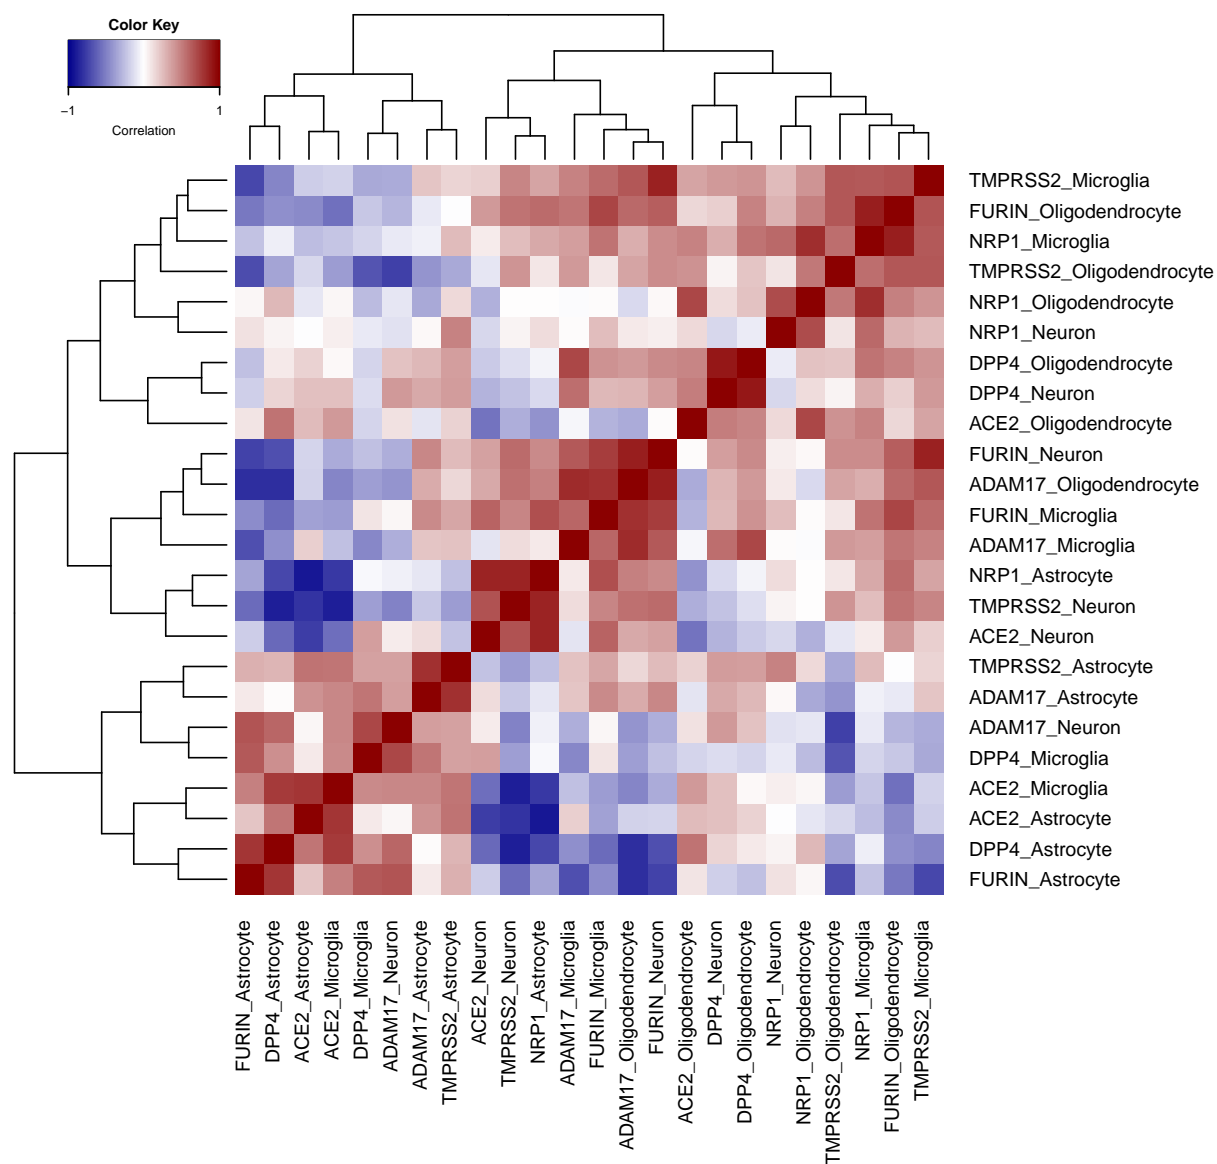 Color Key
−1
1
Correlation
TMPRSS2_Microglia
FURIN_Oligodendrocyte
NRP1_Microglia
TMPRSS2_Oligodendrocyte
NRP1_Oligodendrocyte
NRP1_Neuron
DPP4_Oligodendrocyte
DPP4_Neuron
ACE2_Oligodendrocyte
FURIN_Neuron
ADAM17_Oligodendrocyte
FURIN_Microglia
ADAM17_Microglia
NRP1_Astrocyte
TMPRSS2_Neuron
ACE2_Neuron
TMPRSS2_Astrocyte
ADAM17_Astrocyte
ADAM17_Neuron
DPP4_Microglia
ACE2_Microglia
ACE2_Astrocyte
DPP4_Astrocyte
FURIN_Astrocyte
FURIN_Astrocyte
DPP4_Astrocyte
ACE2_Astrocyte
ACE2_Microglia
DPP4_Microglia
ADAM17_Neuron
ADAM17_Astrocyte
TMPRSS2_Astrocyte
ACE2_Neuron
TMPRSS2_Neuron
NRP1_Astrocyte
ADAM17_Microglia
FURIN_Microglia
ADAM17_Oligodendrocyte
FURIN_Neuron
ACE2_Oligodendrocyte
DPP4_Neuron
DPP4_Oligodendrocyte
NRP1_Neuron
NRP1_Oligodendrocyte
TMPRSS2_Oligodendrocyte
NRP1_Microglia
FURIN_Oligodendrocyte
TMPRSS2_Microglia